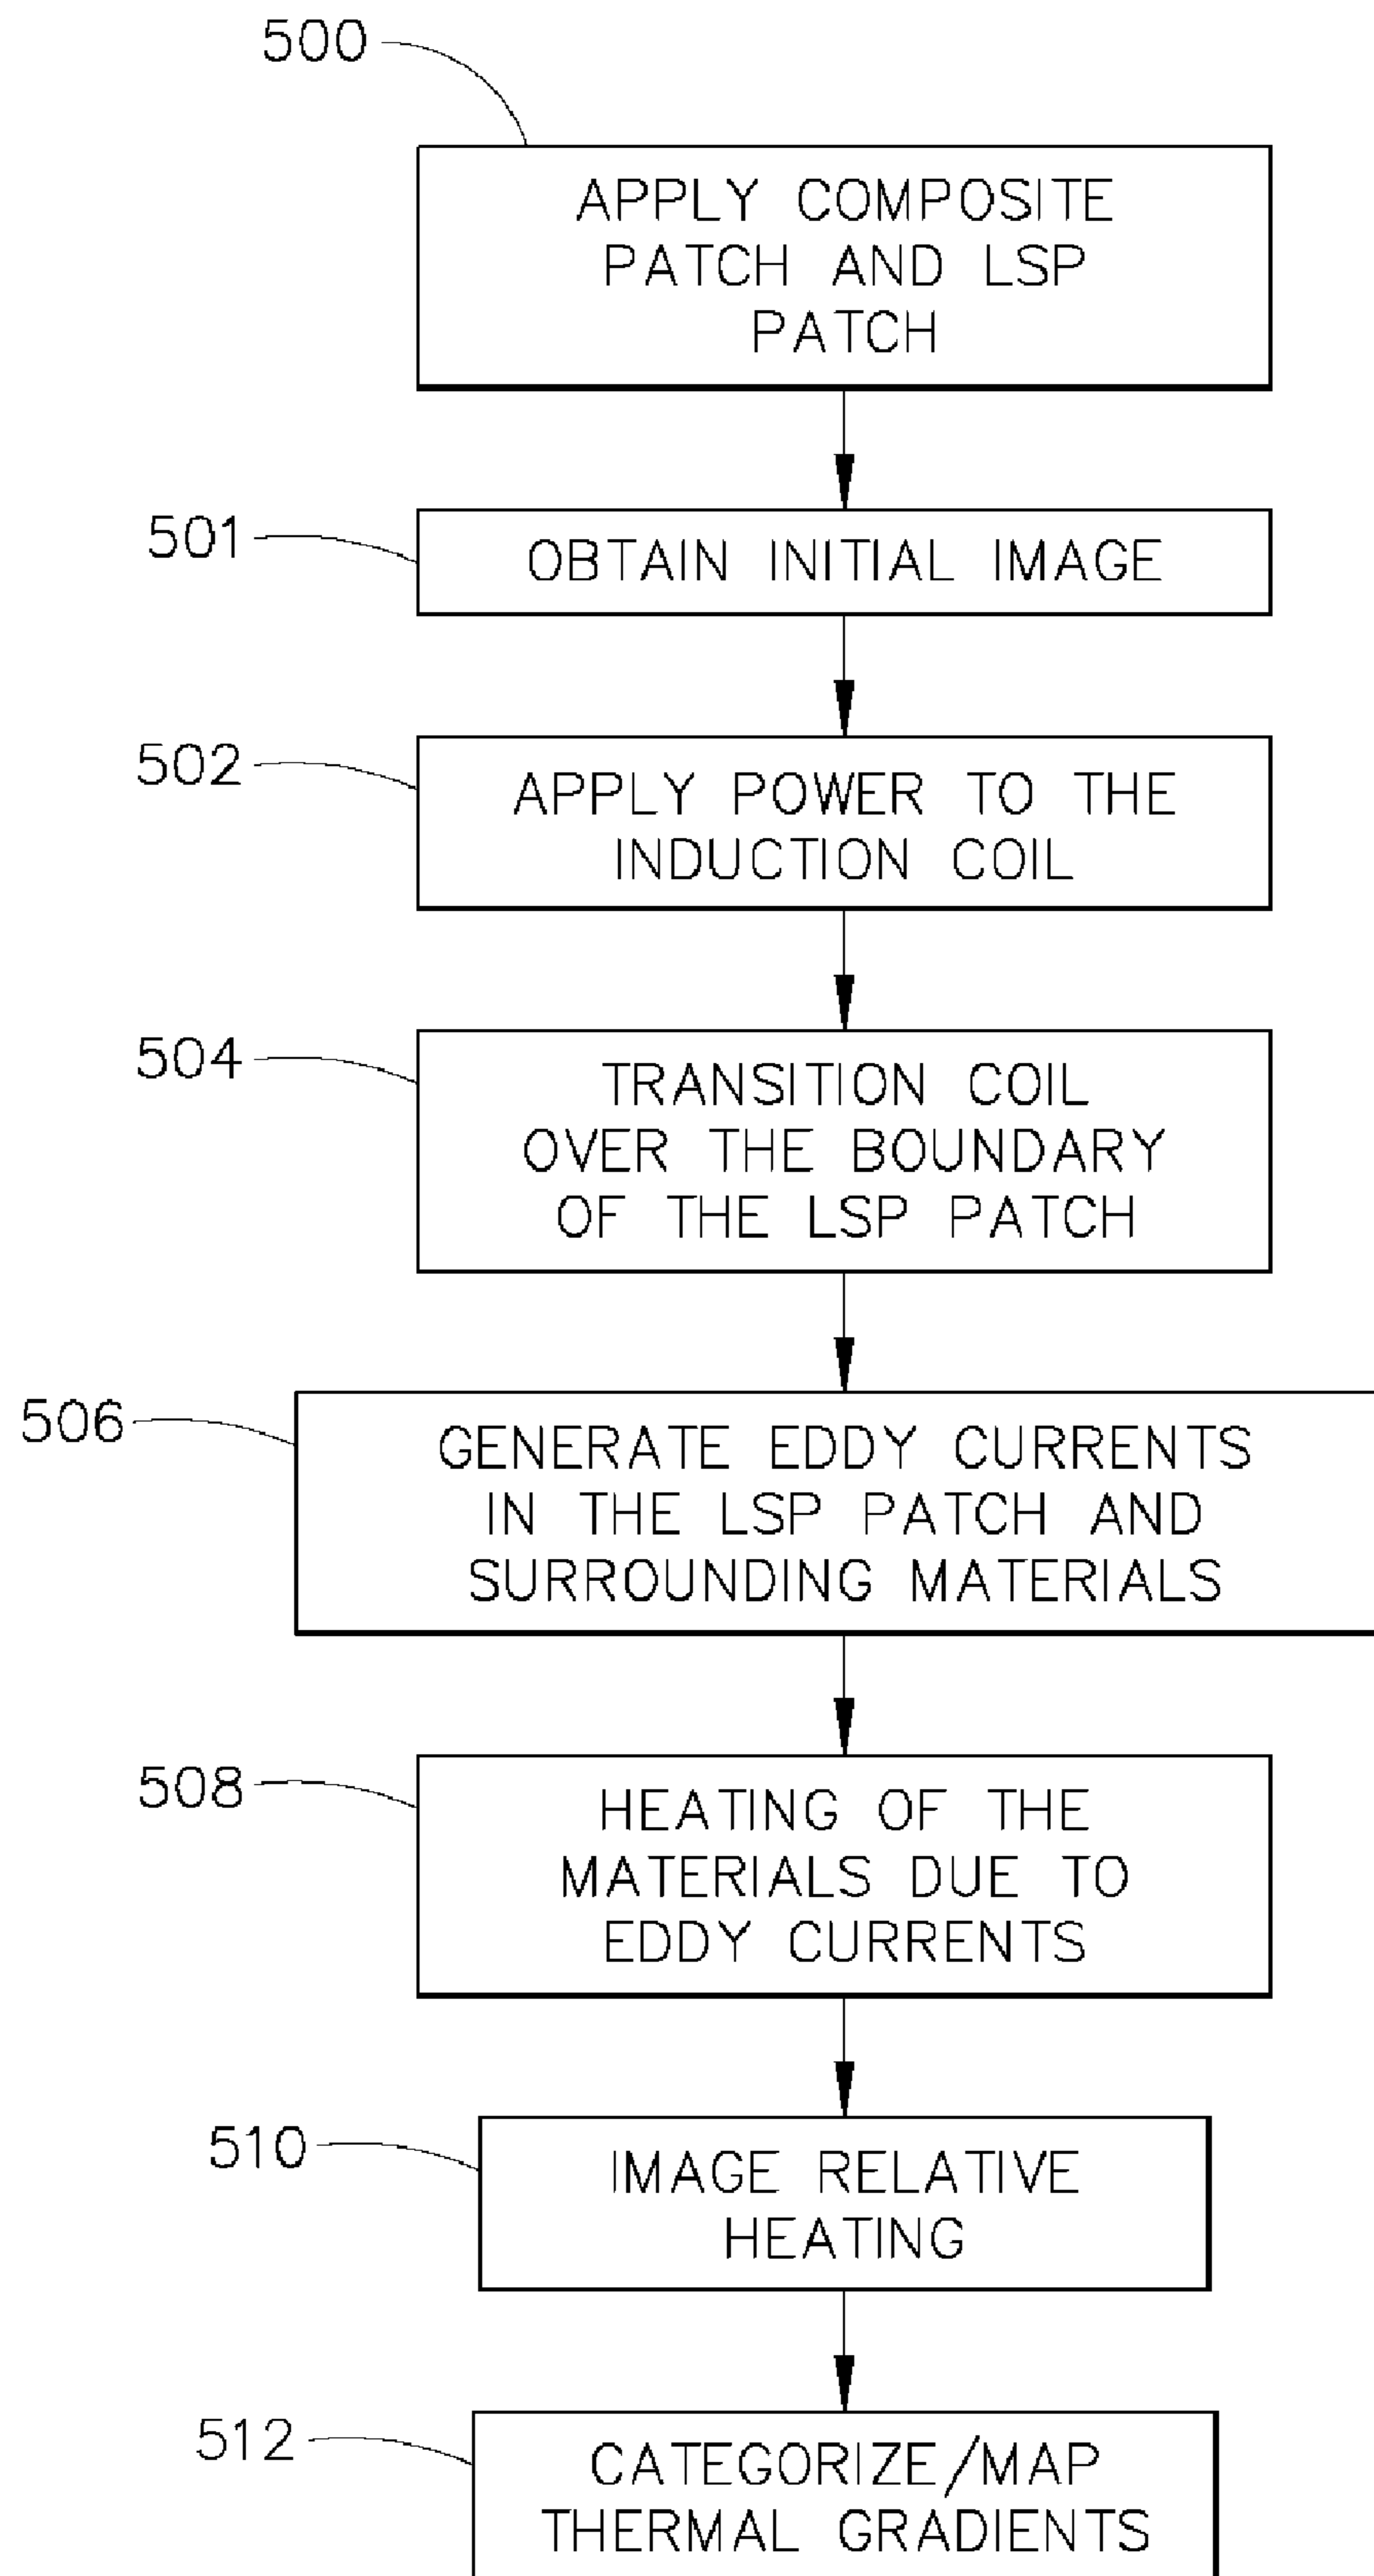 500
APPLY COMPOSITE
PATCH AND LSP
PATCH
501
OBTAIN INITIAL IMAGE
502
APPLY POWER TO THE
INDUCTION COIL
504
TRANSITION COIL
OVER THE BOUNDARY
OF THE LSP PATCH
506
GENERATE EDDY CURRENTS
IN THE LSP PATCH AND
SURROUNDING MATERIALS
508
HEATING OF THE
MATERIALS DUE TO
EDDY CURRENTS
510
IMAGE RELATIVE
HEATING
512
CATEGORIZE/MAP
THERMAL GRADIENTS